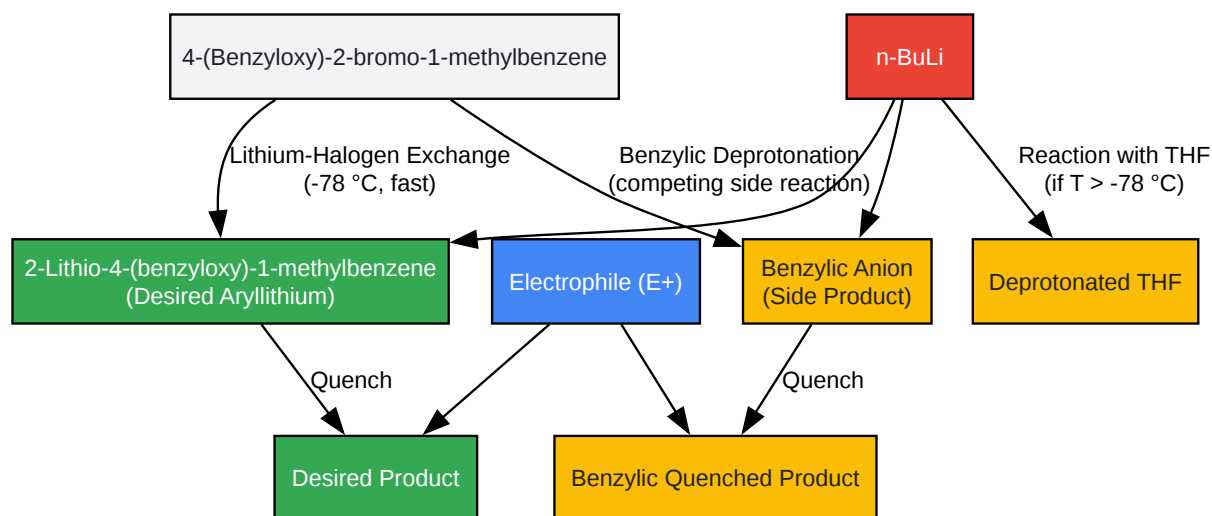 4-(Benzyloxy)-2-bromo-1-methylbenzene
n-BuLi
Lithium-Halogen Exchange
(-78 °C, fast)
Benzylic Deprotonation
(competing side reaction)
Reaction with THF
(if T > -78 °C)
2-Lithio-4-(benzyloxy)-1-methylbenzene
(Desired Aryllithium)
Electrophile (E+)
Benzylic Anion
(Side Product)
Deprotonated THF
Quench
Quench
Desired Product
Benzylic Quenched Product